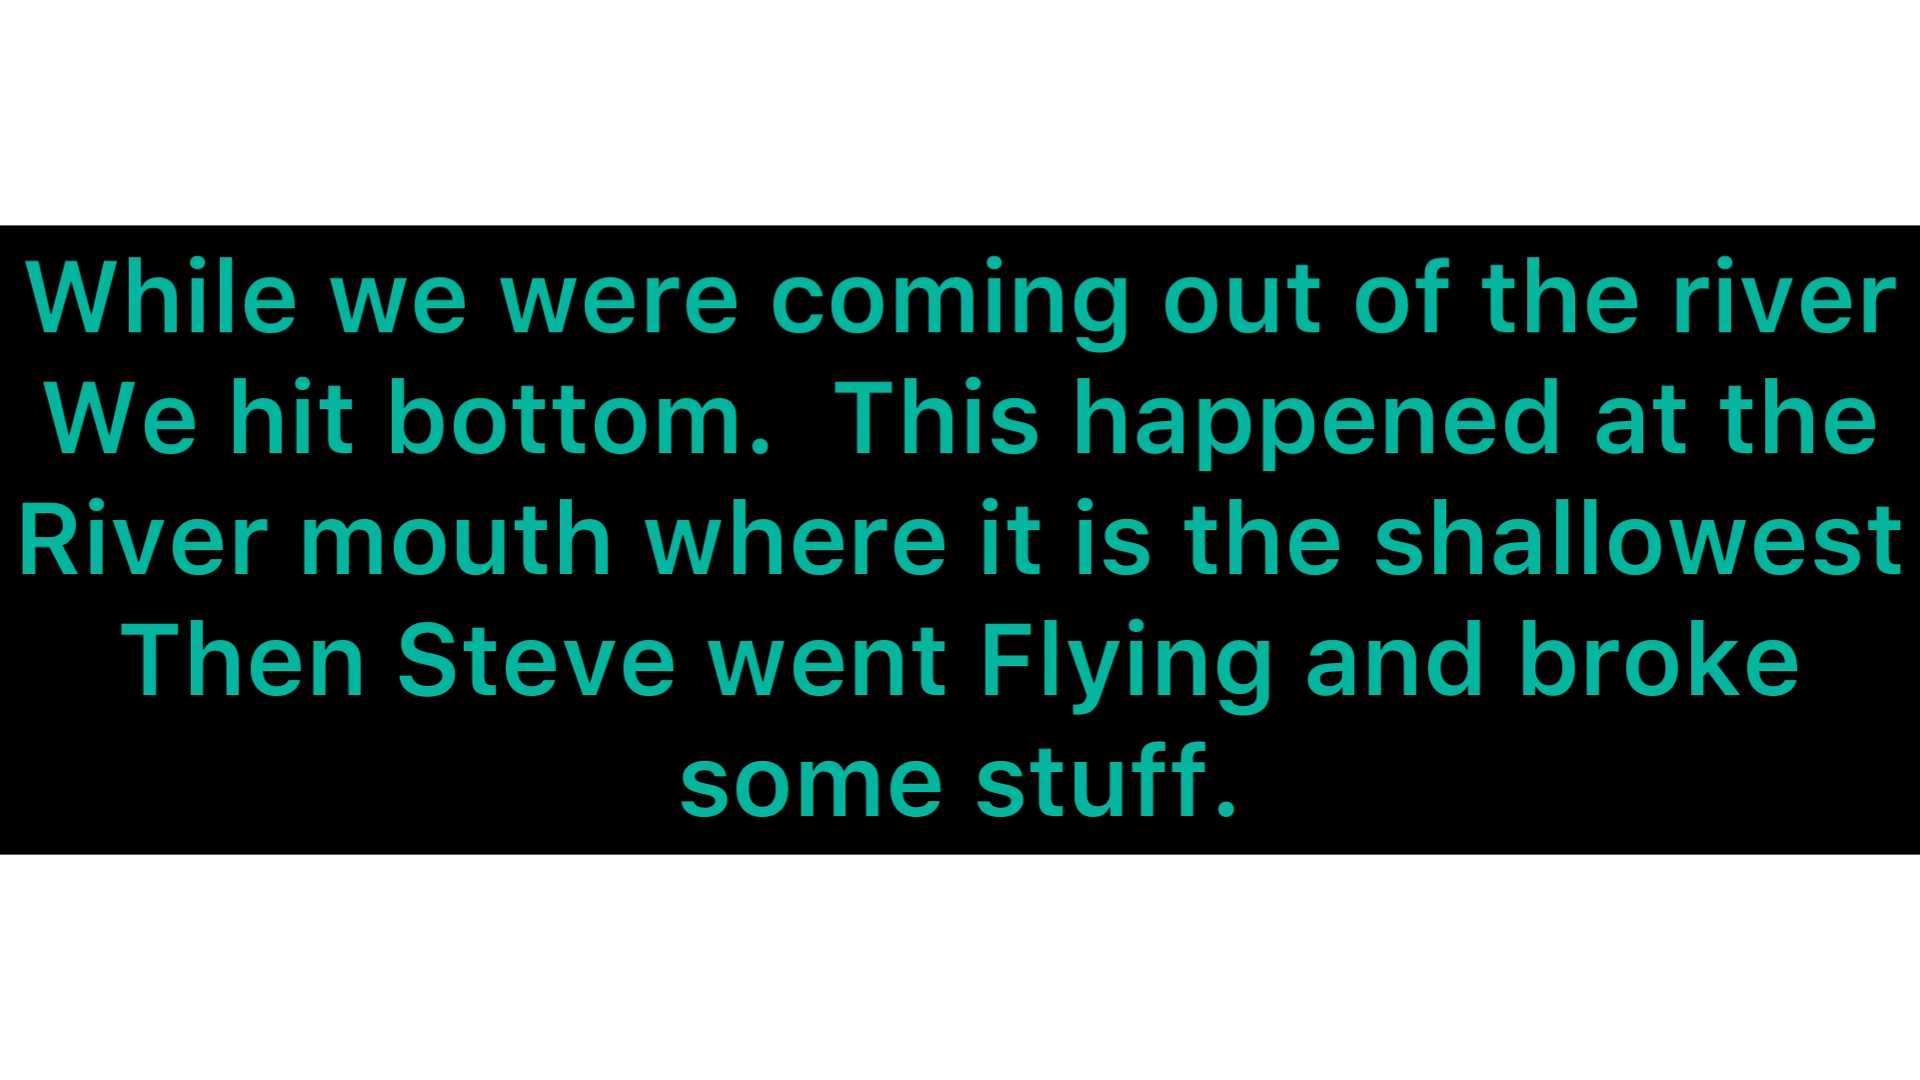 While we were coming out of the river
We hit bottom.  This happened at the
River mouth where it is the shallowest
Then Steve went Flying and broke
some stuff.